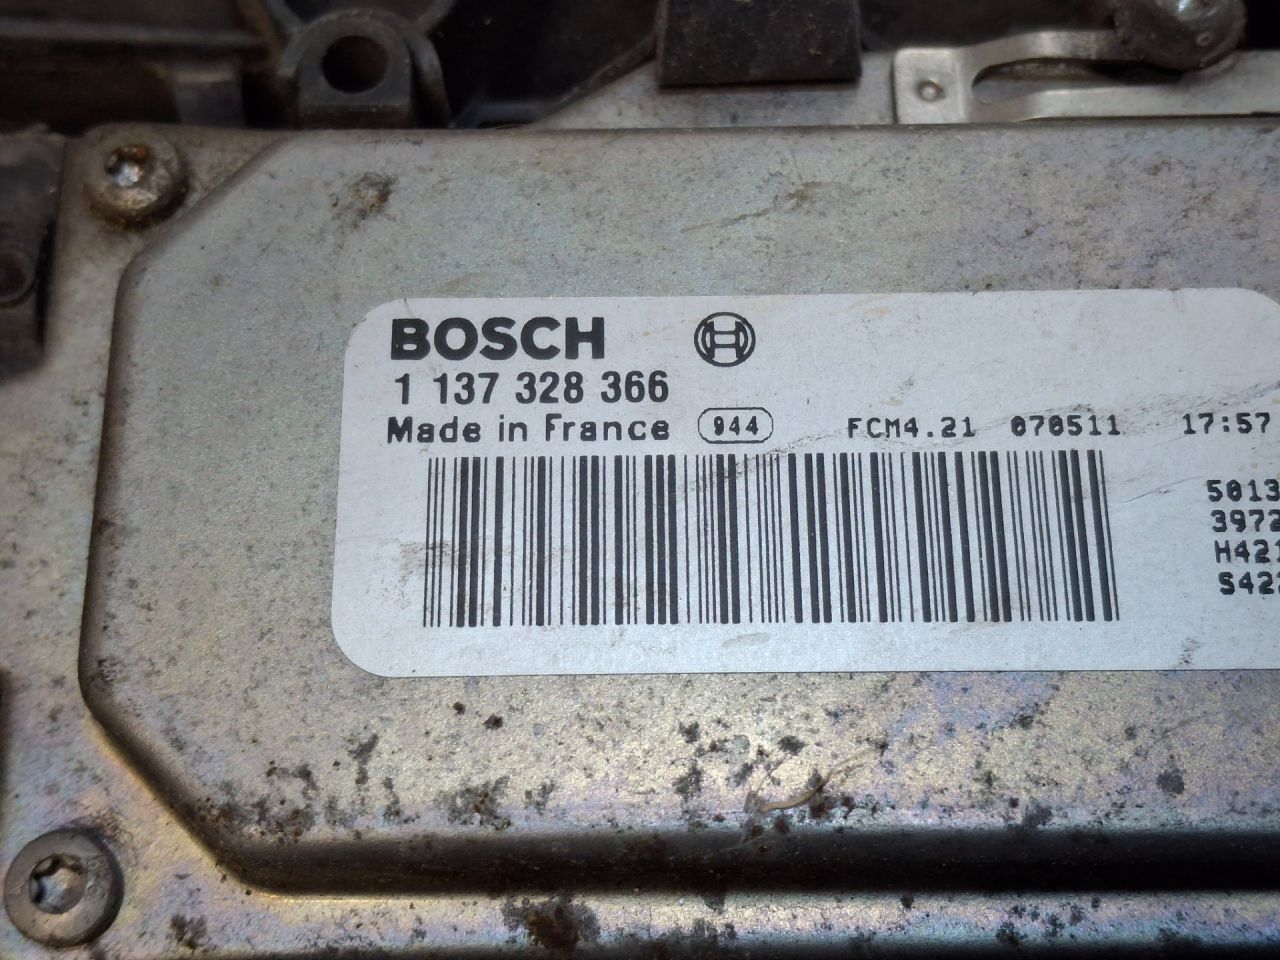 BOSCH
1 137 328 366
Made in France 944 FCM4.21 070511 17:57
5013
3972
H421
S422